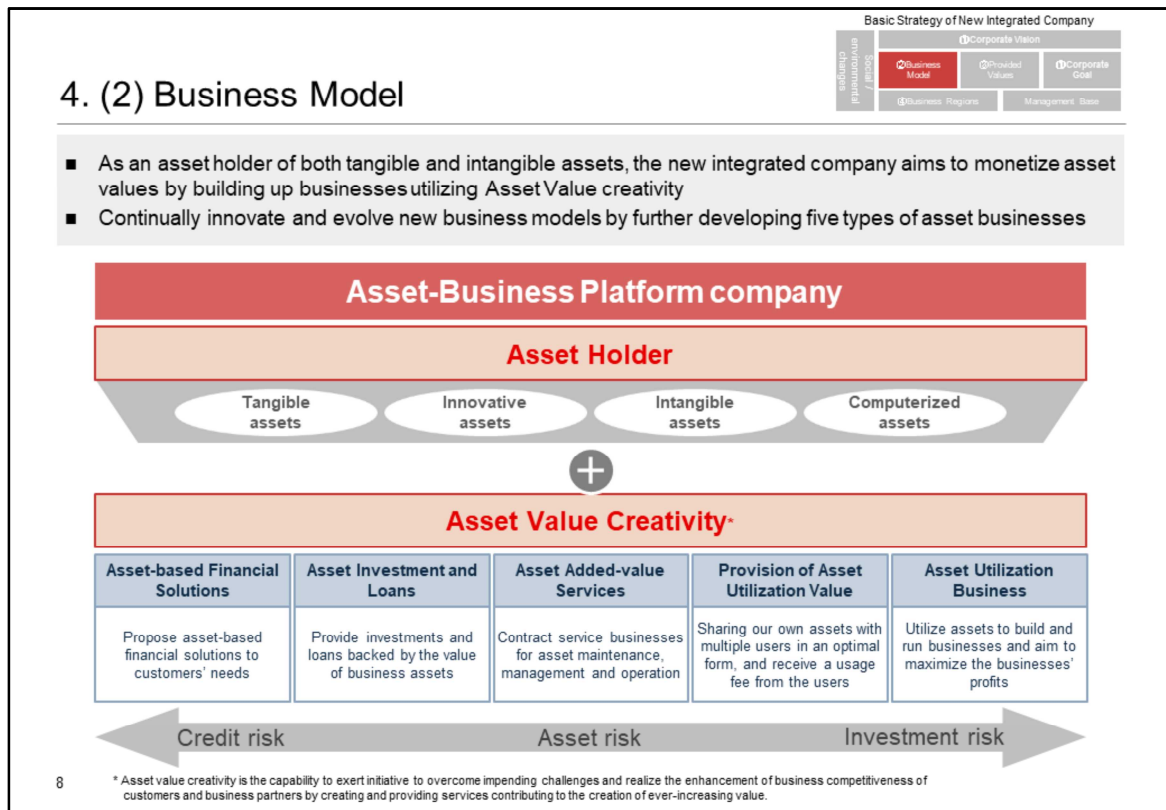 Basic Strategy of New Integrated Company
Social /
environmental
changes
①Corporate Vision
②Business
Model
Provided
Values
①Corporate
Goal
Business Regions
Management Base
4. (2) Business Model
■ As an asset holder of both tangible and intangible assets, the new integrated company aims to monetize asset
values by building up businesses utilizing Asset Value creativity
■ Continually innovate and evolve new business models by further developing five types of asset businesses
Asset-Business Platform company
Asset Holder
Tangible
assets
Innovative
assets
Intangible
assets
Computerized
assets
+
Asset Value Creativity*
Asset-based Financial
Solutions
Propose asset-based
financial solutions to
customers' needs
Asset Investment and
Loans
Provide investments and
loans backed by the value
of business assets
Asset Added-value
Services
Contract service businesses
for asset maintenance,
management and operation
Provision of Asset
Utilization Value
Sharing our own assets with
multiple users in an optimal
form, and receive a usage
fee from the users
Asset Utilization
Business
Utilize assets to build and
run businesses and aim to
maximize the businesses'
profits
Credit risk
Asset risk
Investment risk
* Asset value creativity is the capability to exert initiative to overcome impending challenges and realize the enhancement of business competitiveness of
customers and business partners by creating and providing services contributing to the creation of ever-increasing value.
8